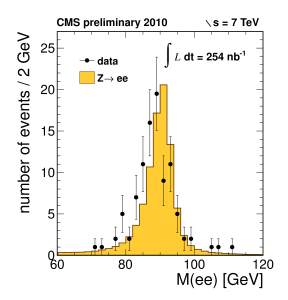 CMS preliminary 2010 \s = 7 TeV
∫ L dt = 254 nb⁻¹
data
Z→ ee
number of events / 2 GeV
25
20
15
10
5
0
60 80 100 120
M(ee) [GeV]